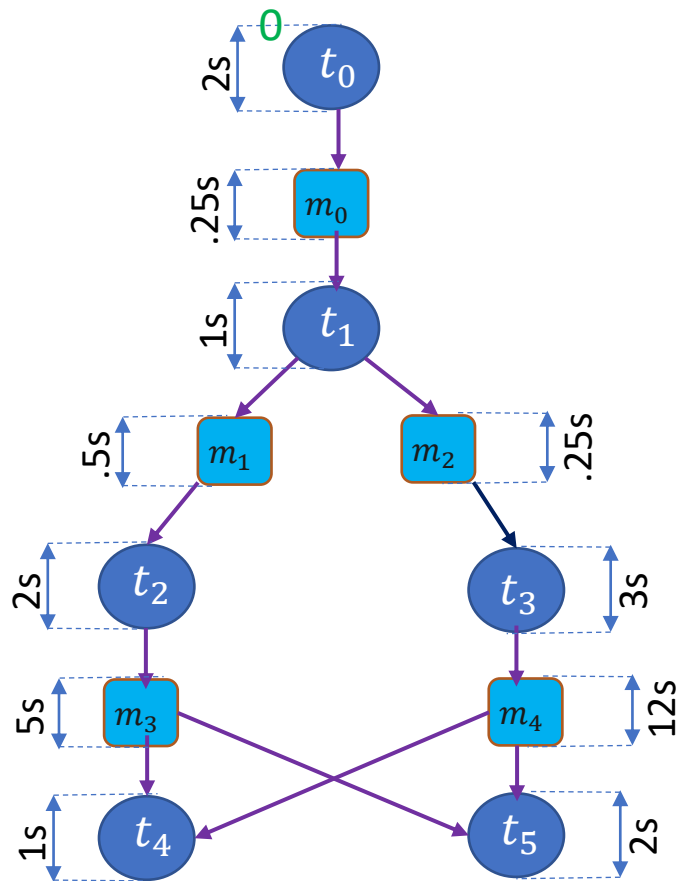 0
2s
t₀
.25s
m₀
1s
t₁
.5s
m₁
m₂
.25s
2s
t₂
t₃
3s
5s
m₃
m₄
12s
1s
t₄
t₅
2s